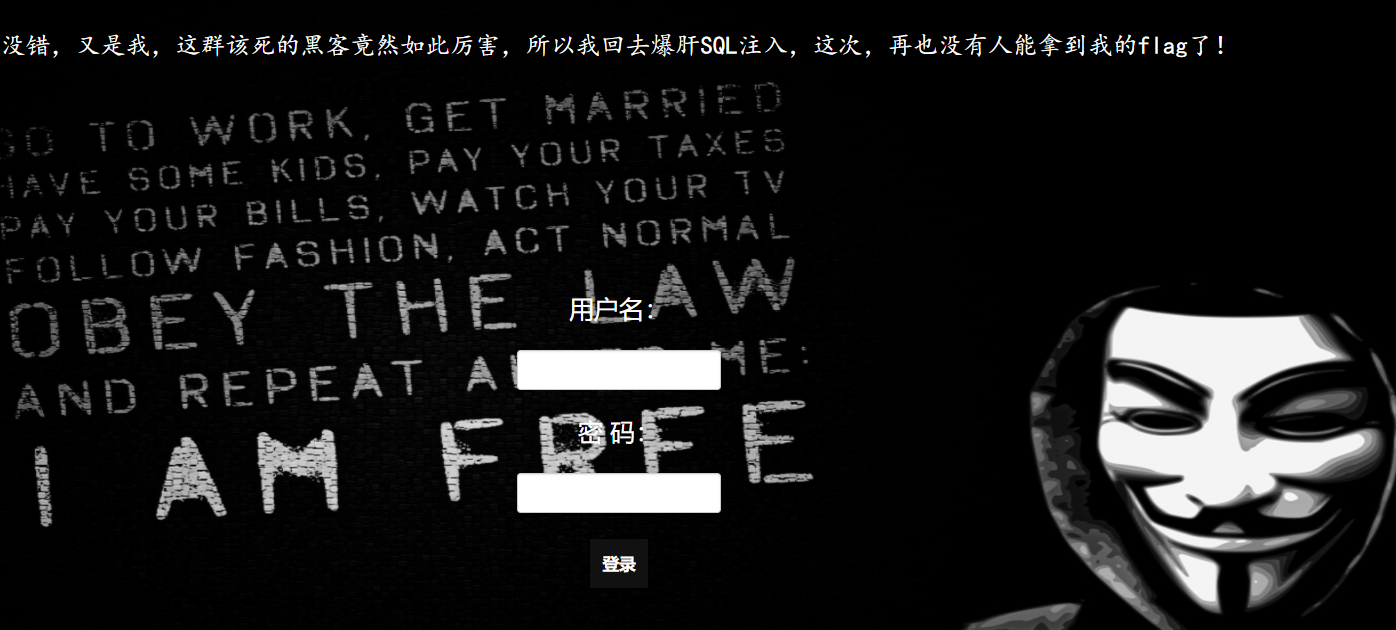 没错，又是我，这群该死的黑客竟然如此厉害，所以我回去爆肝SQL注入，这次，再也没有人能拿到我的flag了！
GO TO WORK, GET MARRIED
HAVE SOME KIDS, PAY YOUR TAXES
PAY YOUR BILLS, WATCH YOUR TV
FOLLOW FASHION, ACT NORMAL
OBEY THE LAW
用户名：
AND REPEAT AFTER ME:
I AM FREE
密 码：
登录